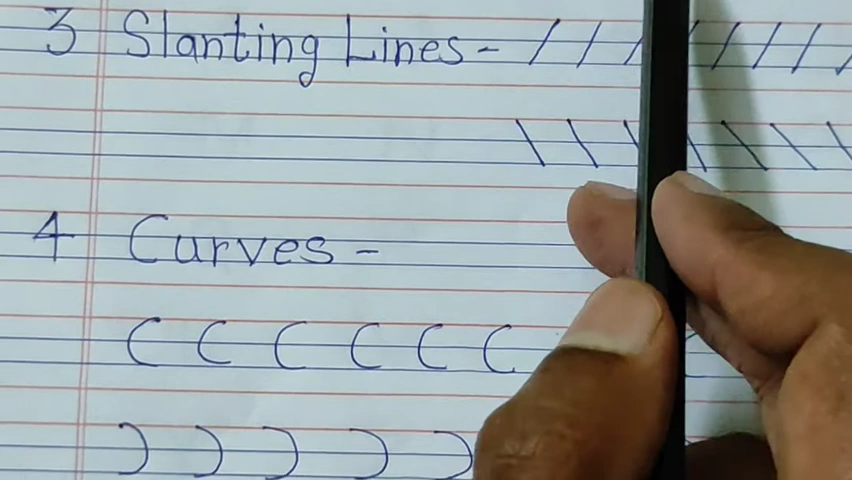 3 Slanting Lines - / / / / / / / /
\ \ \ \ \ \ \
4 Curves -
( ( ( ( ( (
) ) ) ) )